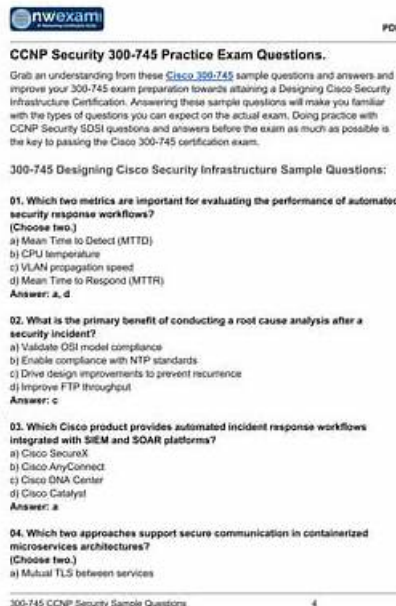 nwexam
PD
CCNP Security 300-745 Practice Exam Questions.
Grab an understanding from these Cisco 300-745 sample questions and answers and
improve your 300-745 exam preparation towards attaining a Designing Cisco Security
Infrastructure Certification. Answering these sample questions will make you familiar
with the types of questions you can expect on the actual exam. Doing practice with
CCNP Security SDSI questions and answers before the exam as much as possible is
the key to passing the Cisco 300-745 certification exam.
300-745 Designing Cisco Security Infrastructure Sample Questions:
01. Which two metrics are important for evaluating the performance of automated
security response workflows?
(Choose two.)
a) Mean Time to Detect (MTTD)
b) CPU temperature
c) VLAN propagation speed
d) Mean Time to Respond (MTTR)
Answer: a, d
02. What is the primary benefit of conducting a root cause analysis after a
security incident?
a) Validate OSI model compliance
b) Enable compliance with NTP standards
c) Drive design improvements to prevent recurrence
d) Improve FTP throughput
Answer: c
03. Which Cisco product provides automated incident response workflows
integrated with SIEM and SOAR platforms?
a) Cisco SecureX
b) Cisco AnyConnect
c) Cisco DNA Center
d) Cisco Catalyst
Answer: a
04. Which two approaches support secure communication in containerized
microservices architectures?
(Choose two.)
a) Mutual TLS between services
300-745 CCNP Security Sample Questions 4